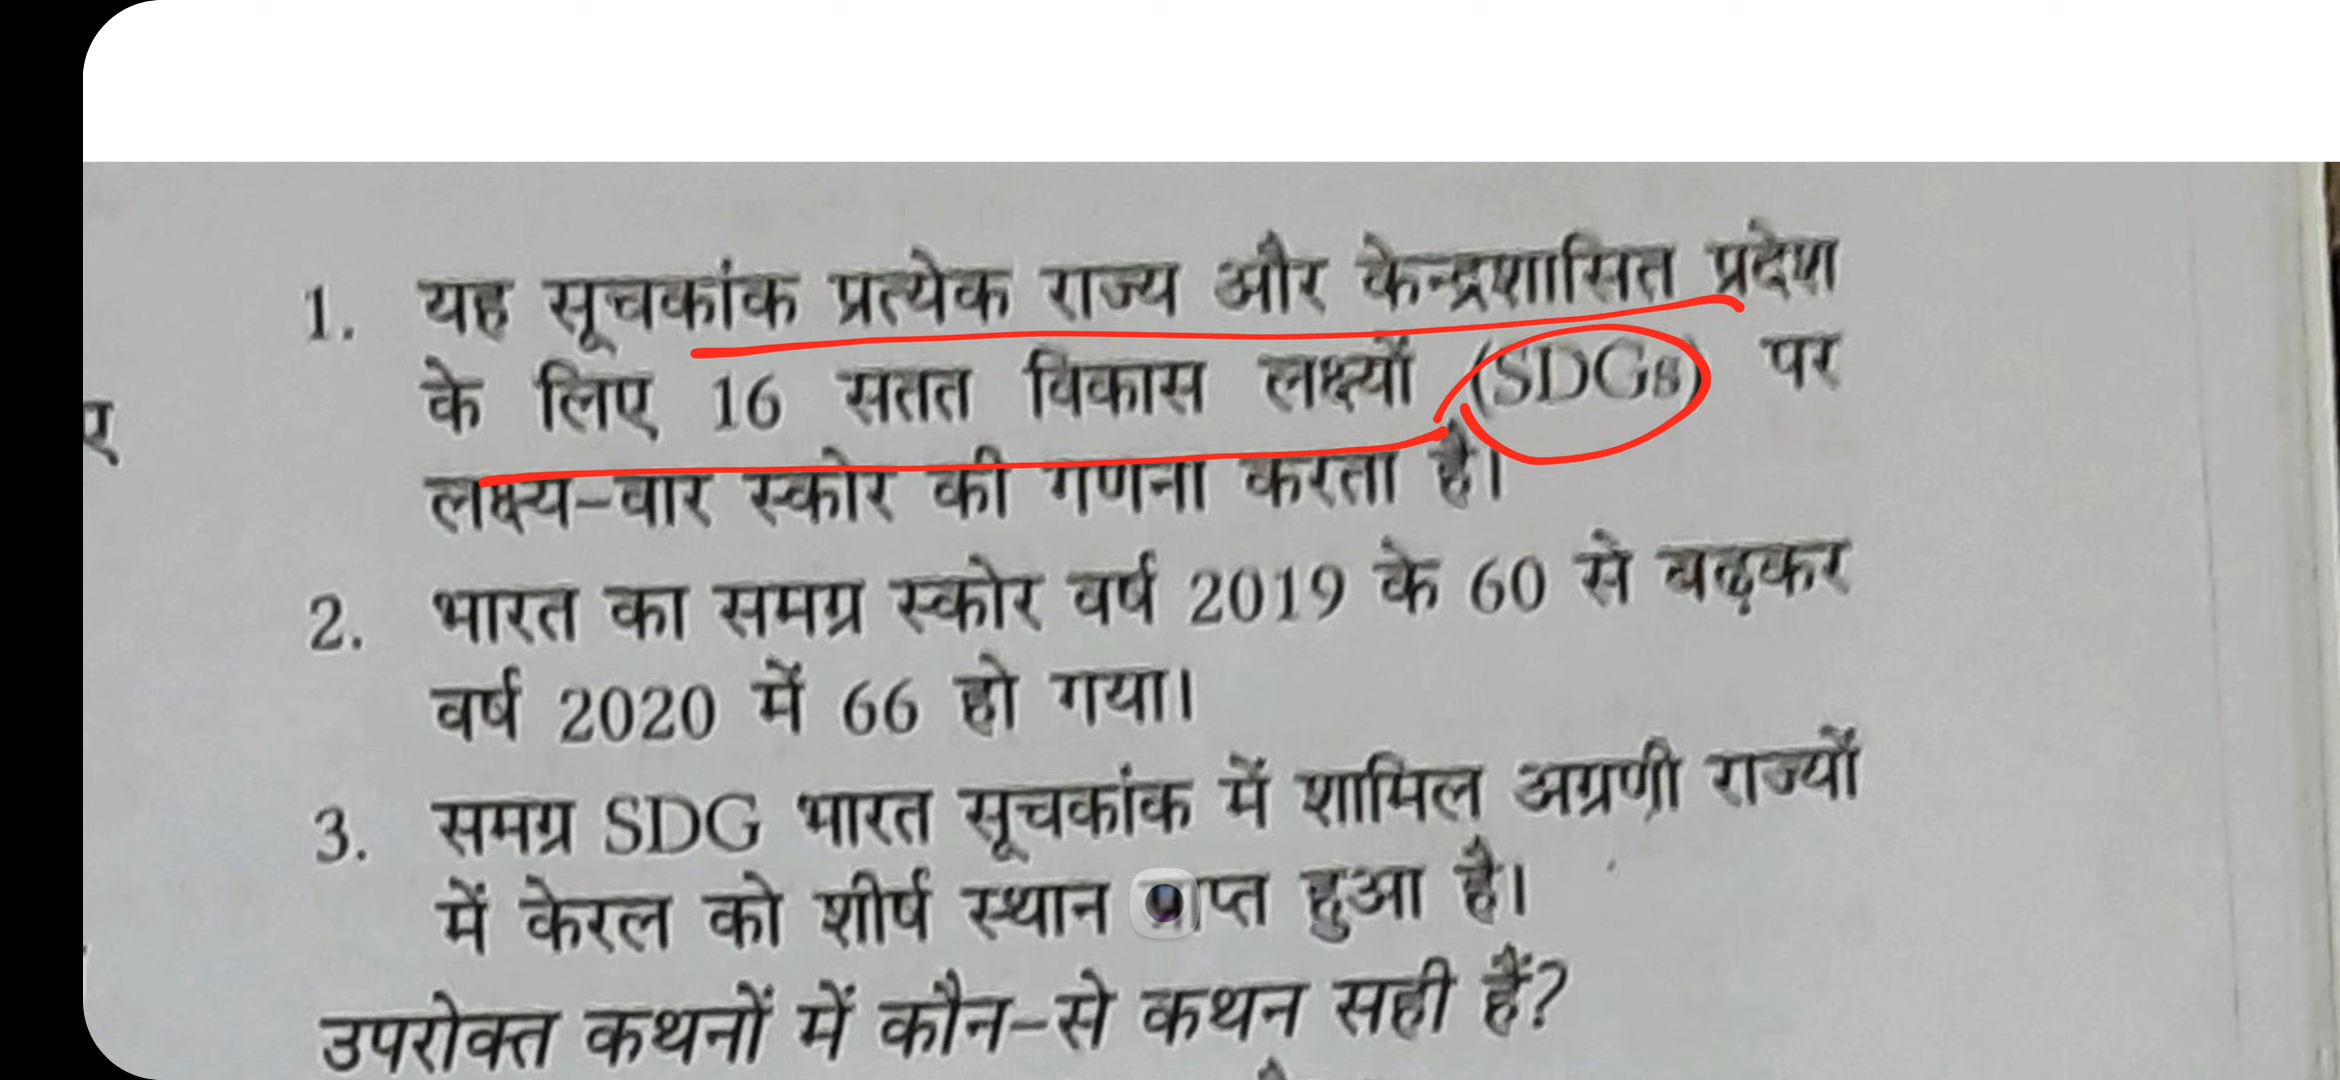 1. यह सूचकांक प्रत्येक राज्य और केन्द्रशासित प्रदेश
के लिए 16 सतत विकास लक्ष्यों (SDGs) पर
लक्ष्य-वार स्कोर की गणना करता है।
2. भारत का समग्र स्कोर वर्ष 2019 के 60 से बढ़कर
वर्ष 2020 में 66 हो गया।
3. समग्र SDG भारत सूचकांक में शामिल अग्रणी राज्यों
में केरल को शीर्ष स्थान प्राप्त हुआ है।
उपरोक्त कथनों में कौन-से कथन सही हैं?